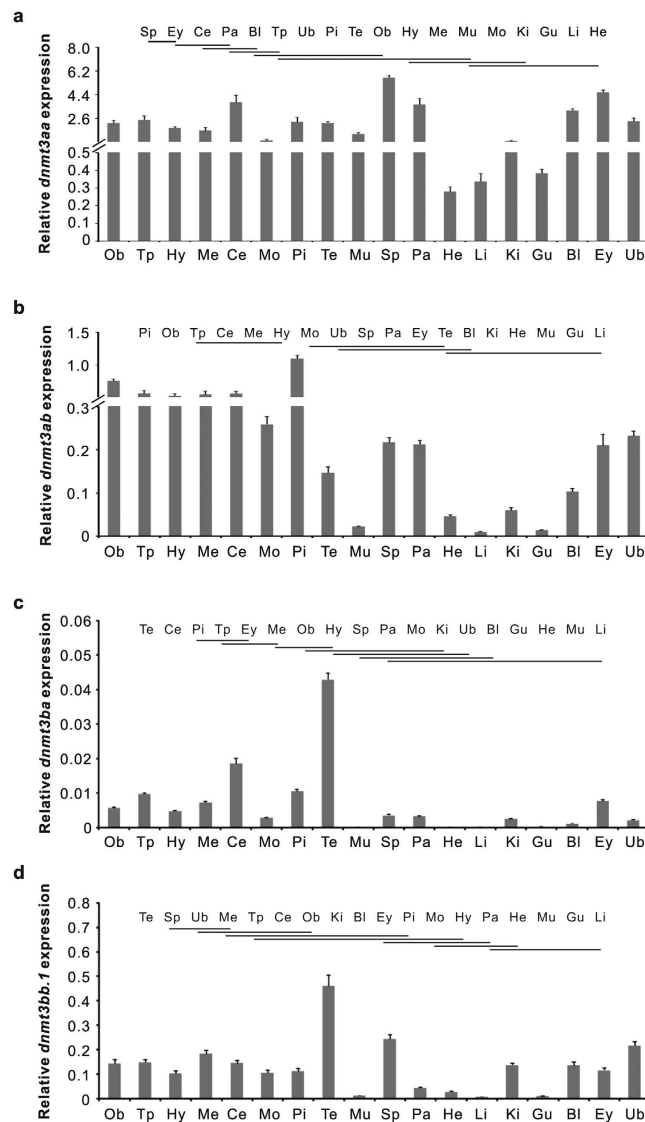 a
Sp Ey Ce Pa Bl Tp Ub Pi Te Ob Hy Me Mu Mo Ki Gu Li He
Relative dnmt3aa expression
8.0
6.2
4.4
2.6
0.5
0.4
0.3
0.2
0.1
0
Ob Tp Hy Me Ce Mo Pi Te Mu Sp Pa He Li Ki Gu Bl Ey Ub
b
Pi Ob Tp Ce Me Hy Mo Ub Sp Pa Ey Te Bl Ki He Mu Gu Li
Relative dnmt3ab expression
1.5
1.0
0.3
0.2
0.1
0
Ob Tp Hy Me Ce Mo Pi Te Mu Sp Pa He Li Ki Gu Bl Ey Ub
c
Te Ce Pi Tp Ey Me Ob Hy Sp Pa Mo Ki Ub Bl Gu He Mu Li
Relative dnmt3ba expression
0.06
0.05
0.04
0.03
0.02
0.01
0
Ob Tp Hy Me Ce Mo Pi Te Mu Sp Pa He Li Ki Gu Bl Ey Ub
d
Te Sp Ub Me Tp Ce Ob Ki Bl Ey Pi Mo Hy Pa He Mu Gu Li
Relative dnmt3bb.1 expression
0.8
0.7
0.6
0.5
0.4
0.3
0.2
0.1
0
Ob Tp Hy Me Ce Mo Pi Te Mu Sp Pa He Li Ki Gu Bl Ey Ub